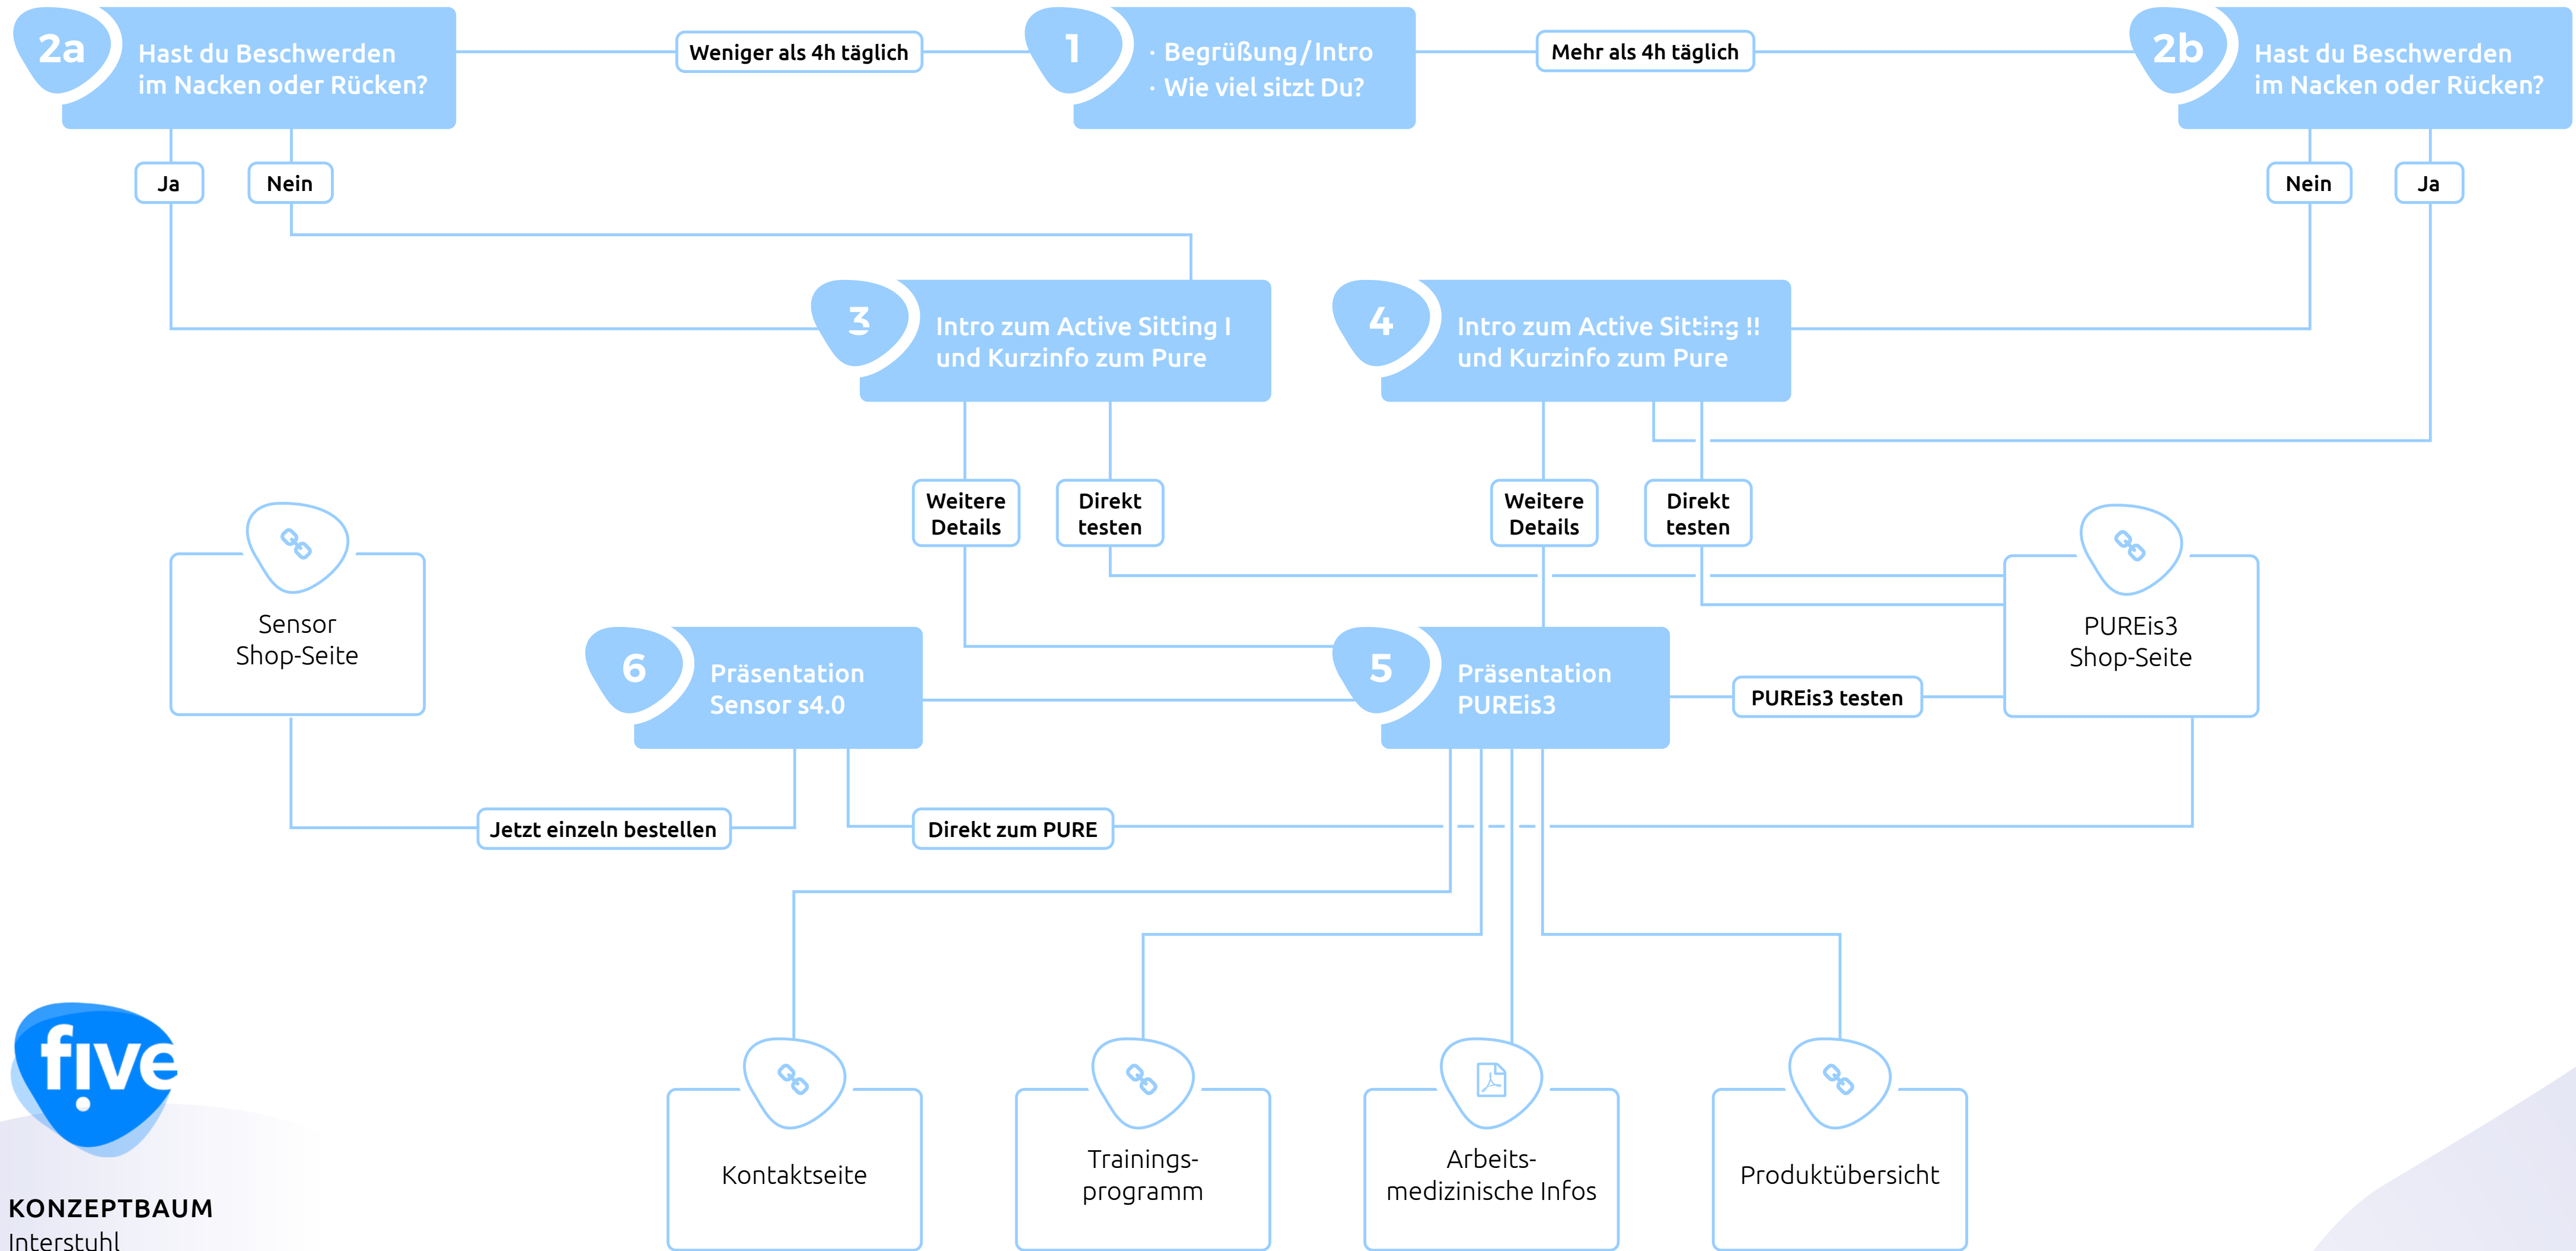 2a
Hast du Beschwerden
im Nacken oder Rücken?
Weniger als 4h täglich
1
· Begrüßung/Intro
· Wie viel sitzt Du?
Mehr als 4h täglich
2b
Hast du Beschwerden
im Nacken oder Rücken?
Ja
Nein
Nein
Ja
3
Intro zum Active Sitting I
und Kurzinfo zum Pure
4
Intro zum Active Sitting !!
und Kurzinfo zum Pure
Weitere
Details
Direkt
testen
Weitere
Details
Direkt
testen
Sensor
Shop-Seite
PUREis3
Shop-Seite
6
Präsentation
Sensor s4.0
5
Präsentation
PUREis3
PUREis3 testen
Jetzt einzeln bestellen
Direkt zum PURE
five
Kontaktseite
Trainings-
programm
Arbeits-
medizinische Infos
Produktübersicht
KONZEPTBAUM
Interstuhl